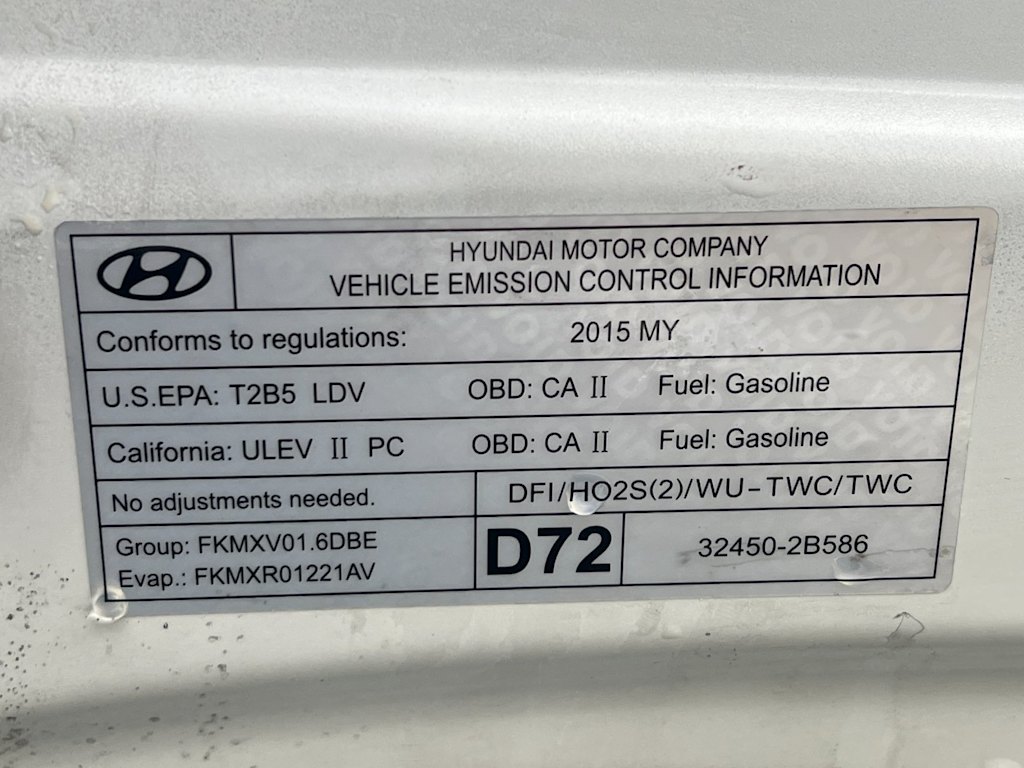 HYUNDAI MOTOR COMPANY
VEHICLE EMISSION CONTROL INFORMATION
Conforms to regulations: 2015 MY
U.S.EPA: T2B5 LDV OBD: CA II Fuel: Gasoline
California: ULEV II PC OBD: CA II Fuel: Gasoline
No adjustments needed. DFI/HO2S(2)/WU-TWC/TWC
Group: FKMXV01.6DBE
Evap.: FKMXR01221AV
D72
32450-2B586